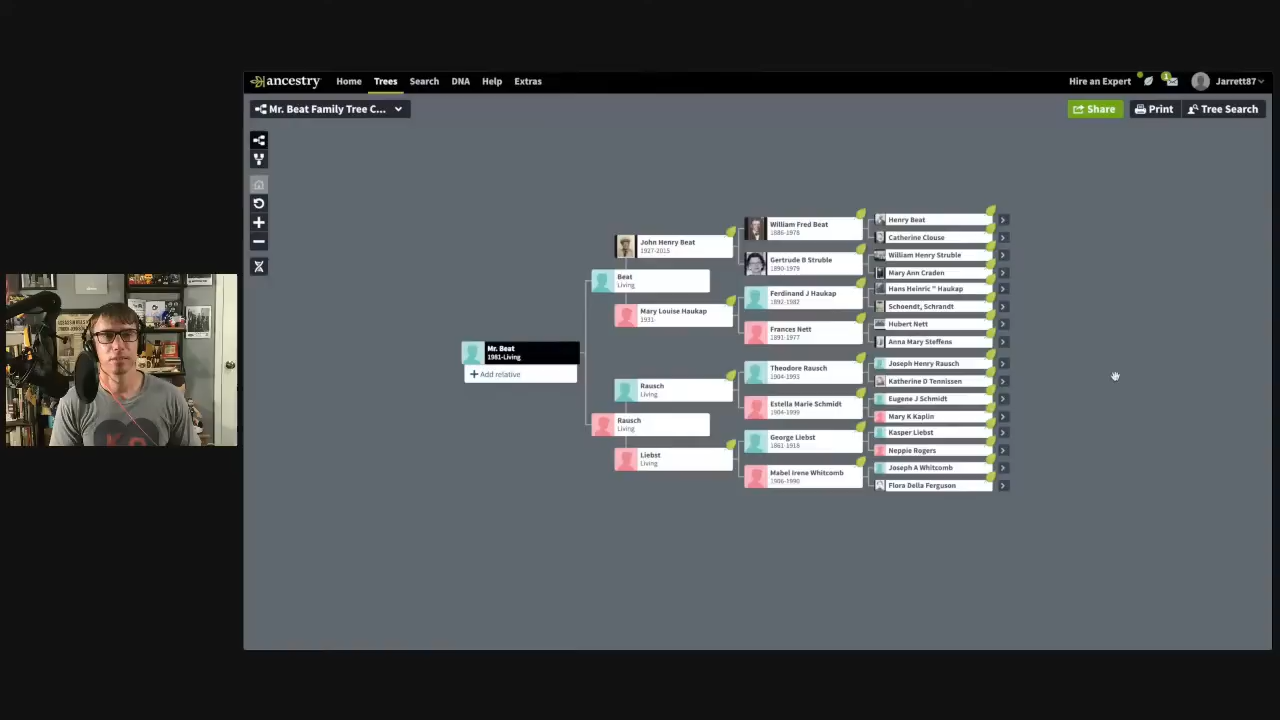 ancestry Home Trees Search DNA Help Extras Hire an Expert 1 Jarrett87
Mr. Beat Family Tree C... Share Print Tree Search
Mr. Beat
1981-Living
Add relative
Beat
Living
Rausch
Living
John Henry Beat
1927-2015
Mary Louise Haukap
1931-
Rausch
Living
Liebst
Living
William Fred Beat
1886-1978
Gertrude B Struble
1890-1979
Ferdinand J Haukap
1892-1982
Frances Nett
1891-1977
Theodore Rausch
1904-1993
Estella Marie Schmidt
1904-1999
George Liebst
1861-1918
Mabel Irene Whitcomb
1906-1990
Henry Beat
Catherine Clouse
William Henry Struble
Mary Ann Craden
Hans Heinric " Haukap
Schoendt, Schrandt
Hubert Nett
Anna Mary Steffens
Joseph Henry Rausch
Katherine D Tennissen
Eugene J Schmidt
Mary K Kaplin
Kasper Liebst
Neppie Rogers
Joseph A Whitcomb
Flora Della Ferguson
KC